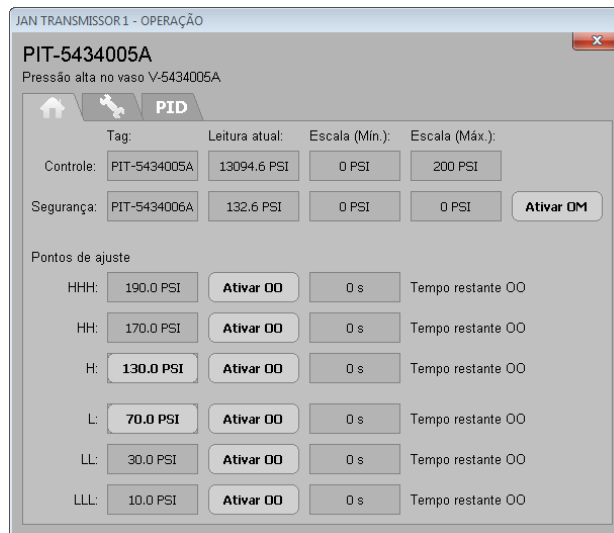 JAN TRANSMISSOR 1 - OPERAÇÃO
x
PIT-5434005A
Pressão alta no vaso V-5434005A
PID
Tag: Leitura atual: Escala (Mín.): Escala (Máx.):
Controle: PIT-5434005A 13094.6 PSI 0 PSI 200 PSI
Segurança: PIT-5434006A 132.6 PSI 0 PSI 0 PSI Ativar OM
Pontos de ajuste
HHH: 190.0 PSI Ativar OO 0 s Tempo restante OO
HH: 170.0 PSI Ativar OO 0 s Tempo restante OO
H: 130.0 PSI Ativar OO 0 s Tempo restante OO
L: 70.0 PSI Ativar OO 0 s Tempo restante OO
LL: 30.0 PSI Ativar OO 0 s Tempo restante OO
LLL: 10.0 PSI Ativar OO 0 s Tempo restante OO